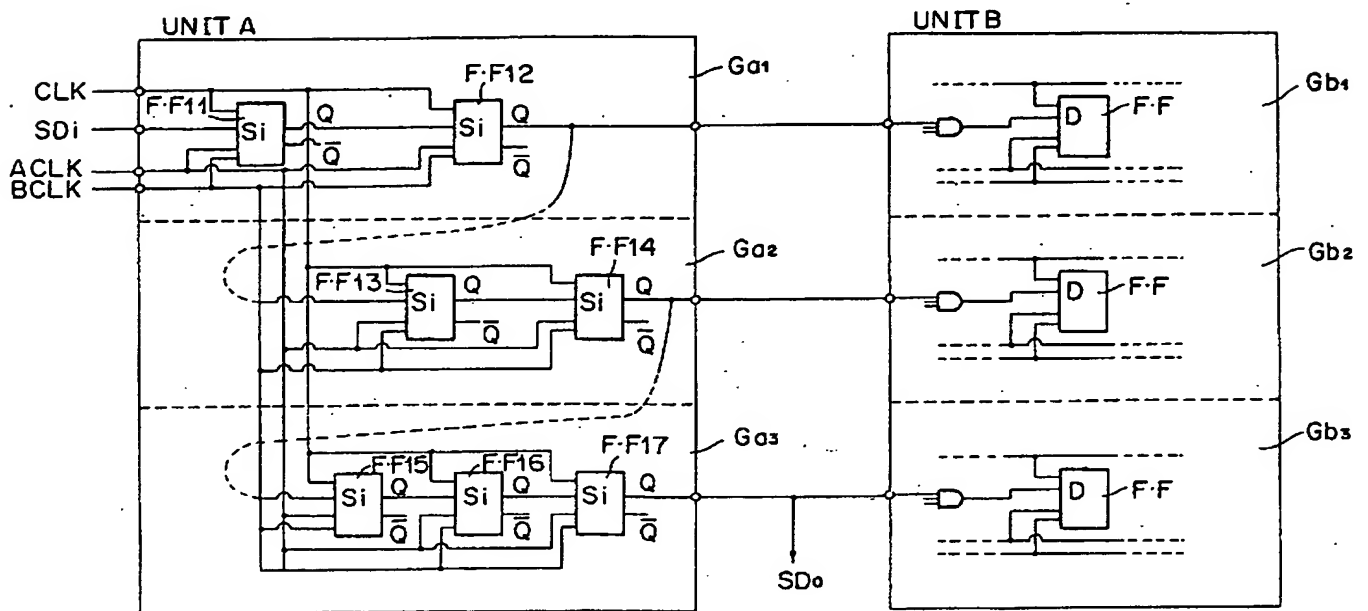 UNIT A
UNIT B
CLK
SDi
ACLK
BCLK
F·F11
Si
Q
Q̅
F·F12
Si
Q
Q̅
Ga1
D
F·F
Gb1
F·F13
Si
Q
Q̅
F·F14
Si
Q
Q̅
Ga2
D
F·F
Gb2
F·F15
Si
Q
Q̅
F·F16
Si
Q
Q̅
F·F17
Si
Q
Q̅
Ga3
SDo
D
F·F
Gb3